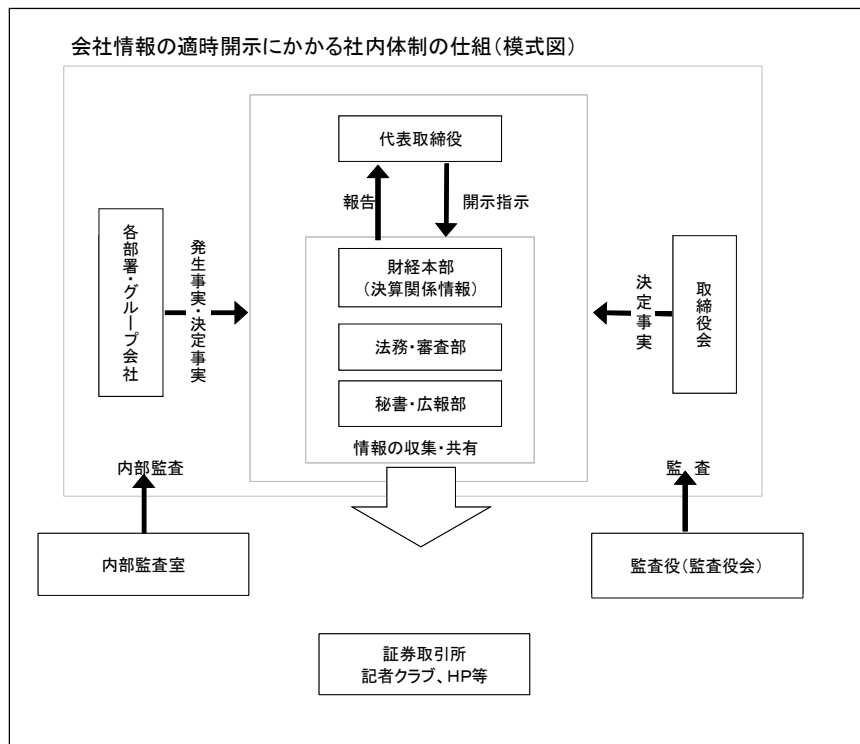 会社情報の適時開示にかかる社内体制の仕組(模式図)
代表取締役
報告
開示指示
各部署・グループ会社
発生事実・決定事実
財経本部
(決算関係情報)
法務・審査部
秘書・広報部
情報の収集・共有
決定事実
取締役会
内部監査
監 査
内部監査室
監査役(監査役会)
証券取引所
記者クラブ、HP等